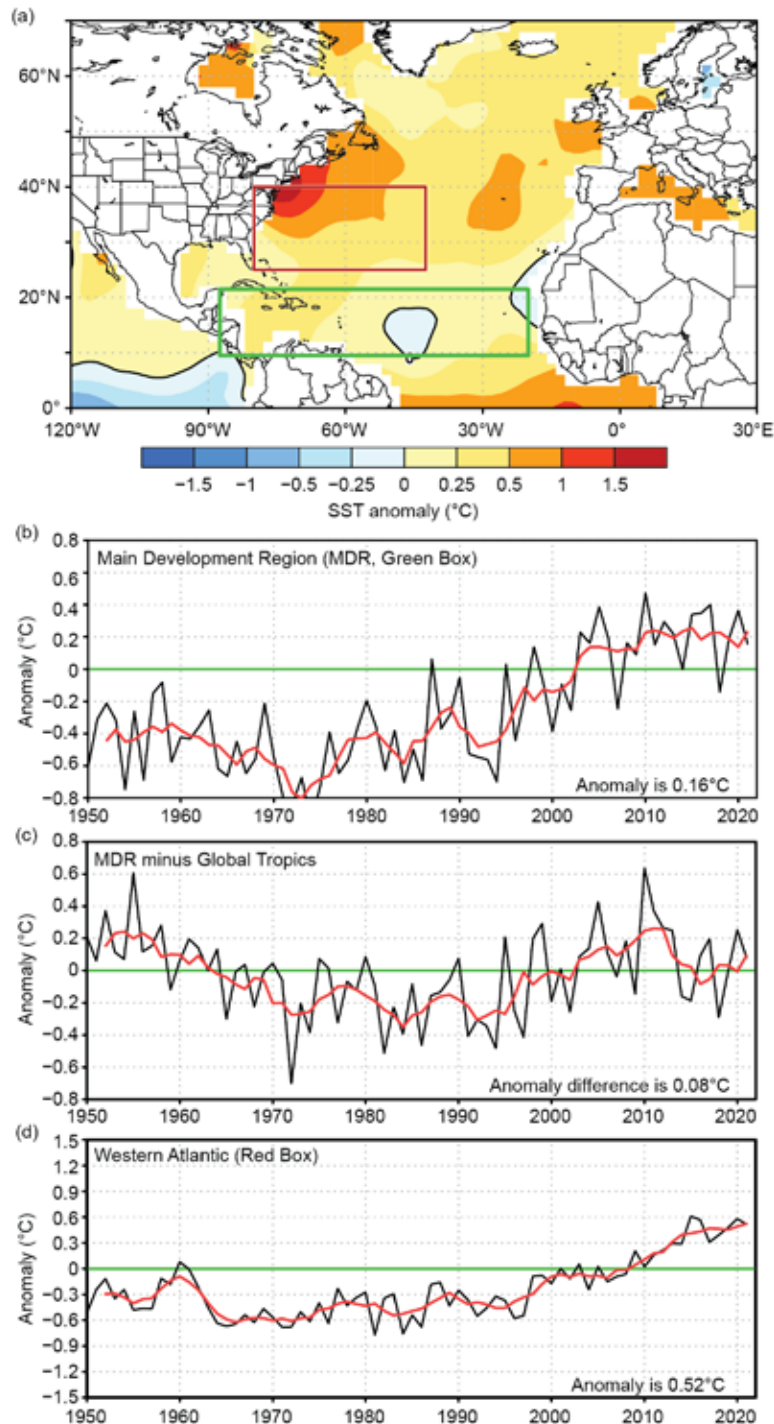 (a)
60°N
40°N
20°N
0°
120°W 90°W 60°W 30°W 0° 30°E
−1.5 −1 −0.5 −0.25 0 0.25 0.5 1 1.5
SST anomaly (°C)
(b)
Main Development Region (MDR, Green Box)
Anomaly (°C)
0.8
0.6
0.4
0.2
0
−0.2
−0.4
−0.6
−0.8
Anomaly is 0.16°C
1950 1960 1970 1980 1990 2000 2010 2020
(c)
MDR minus Global Tropics
Anomaly (°C)
0.8
0.6
0.4
0.2
0
−0.2
−0.4
−0.6
−0.8
Anomaly difference is 0.08°C
1950 1960 1970 1980 1990 2000 2010 2020
(d)
Western Atlantic (Red Box)
Anomaly (°C)
1.5
1.2
0.9
0.6
0.3
0
−0.3
−0.6
−0.9
−1.2
−1.5
Anomaly is 0.52°C
1950 1960 1970 1980 1990 2000 2010 2020